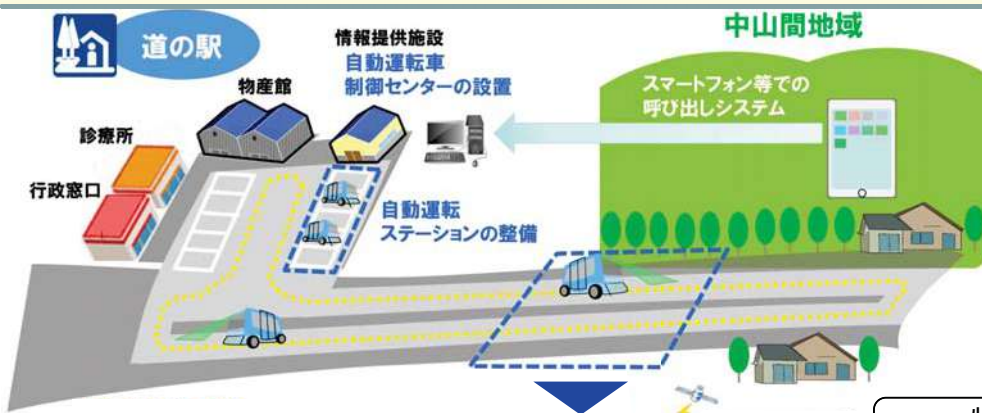 道の駅
情報提供施設
自動運転車
制御センターの設置
物産館
診療所
行政窓口
自動運転
ステーションの整備
中山間地域
スマートフォン等での
呼び出しシステム